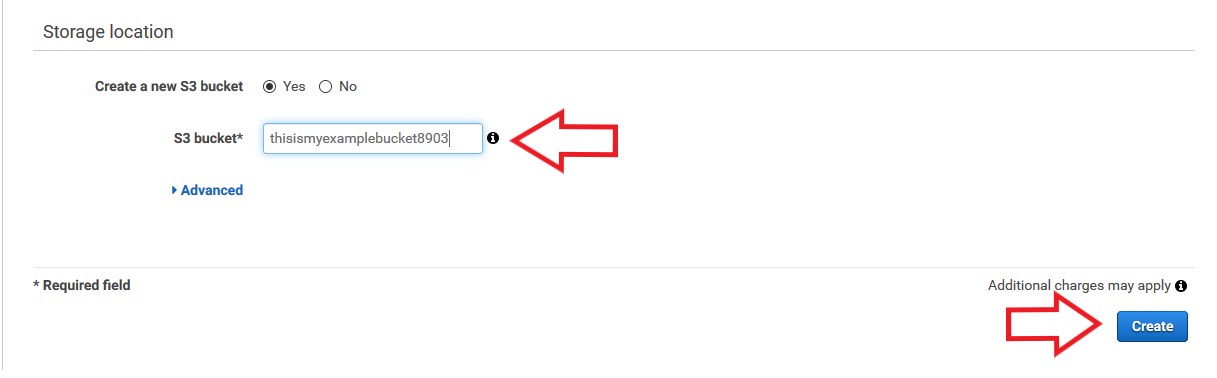 Storage location
Create a new S3 bucket Yes No
S3 bucket* thisismyexamplebucket8903
Advanced
* Required field Additional charges may apply
Create